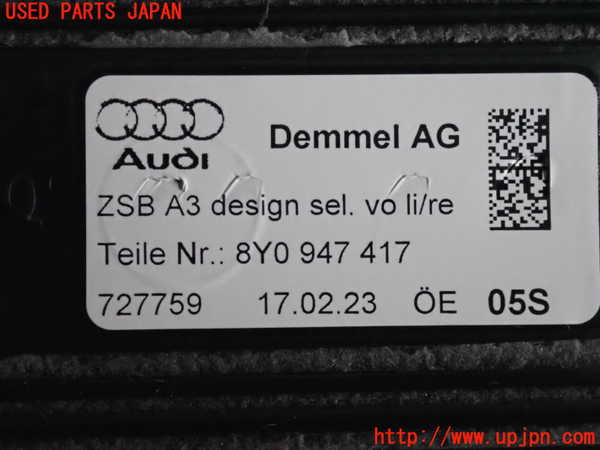 USED PARTS JAPAN
Audi
Demmel AG
ZSB A3 design sel. vo li/re
Teile Nr.: 8Y0 947 417
727759 17.02.23 ÖE 05S
http://www.upjpn.com/